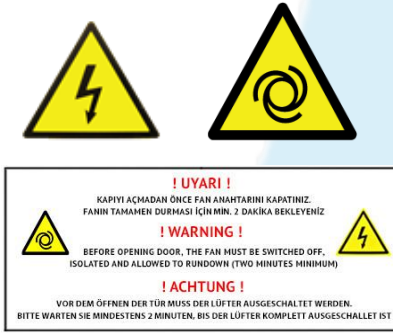 ! UYARI !
KAPIYI AÇMADAN ÖNCE FAN ANAHTARINI KAPATINIZ.
FANIN TAMAMEN DURMASI İÇİN MİN. 2 DAKİKA BEKLEYENİZ
! WARNING !
BEFORE OPENING DOOR, THE FAN MUST BE SWITCHED OFF,
ISOLATED AND ALLOWED TO RUNDOWN (TWO MINUTES MINIMUM)
! ACHTUNG !
VOR DEM ÖFFNEN DER TÜR MUSS DER LÜFTER AUSGESCHALTET WERDEN.
BITTE WARTEN SIE MINDESTENS 2 MINUTEN, BIS DER LÜFTER KOMPLETT AUSGESCHALLET IST